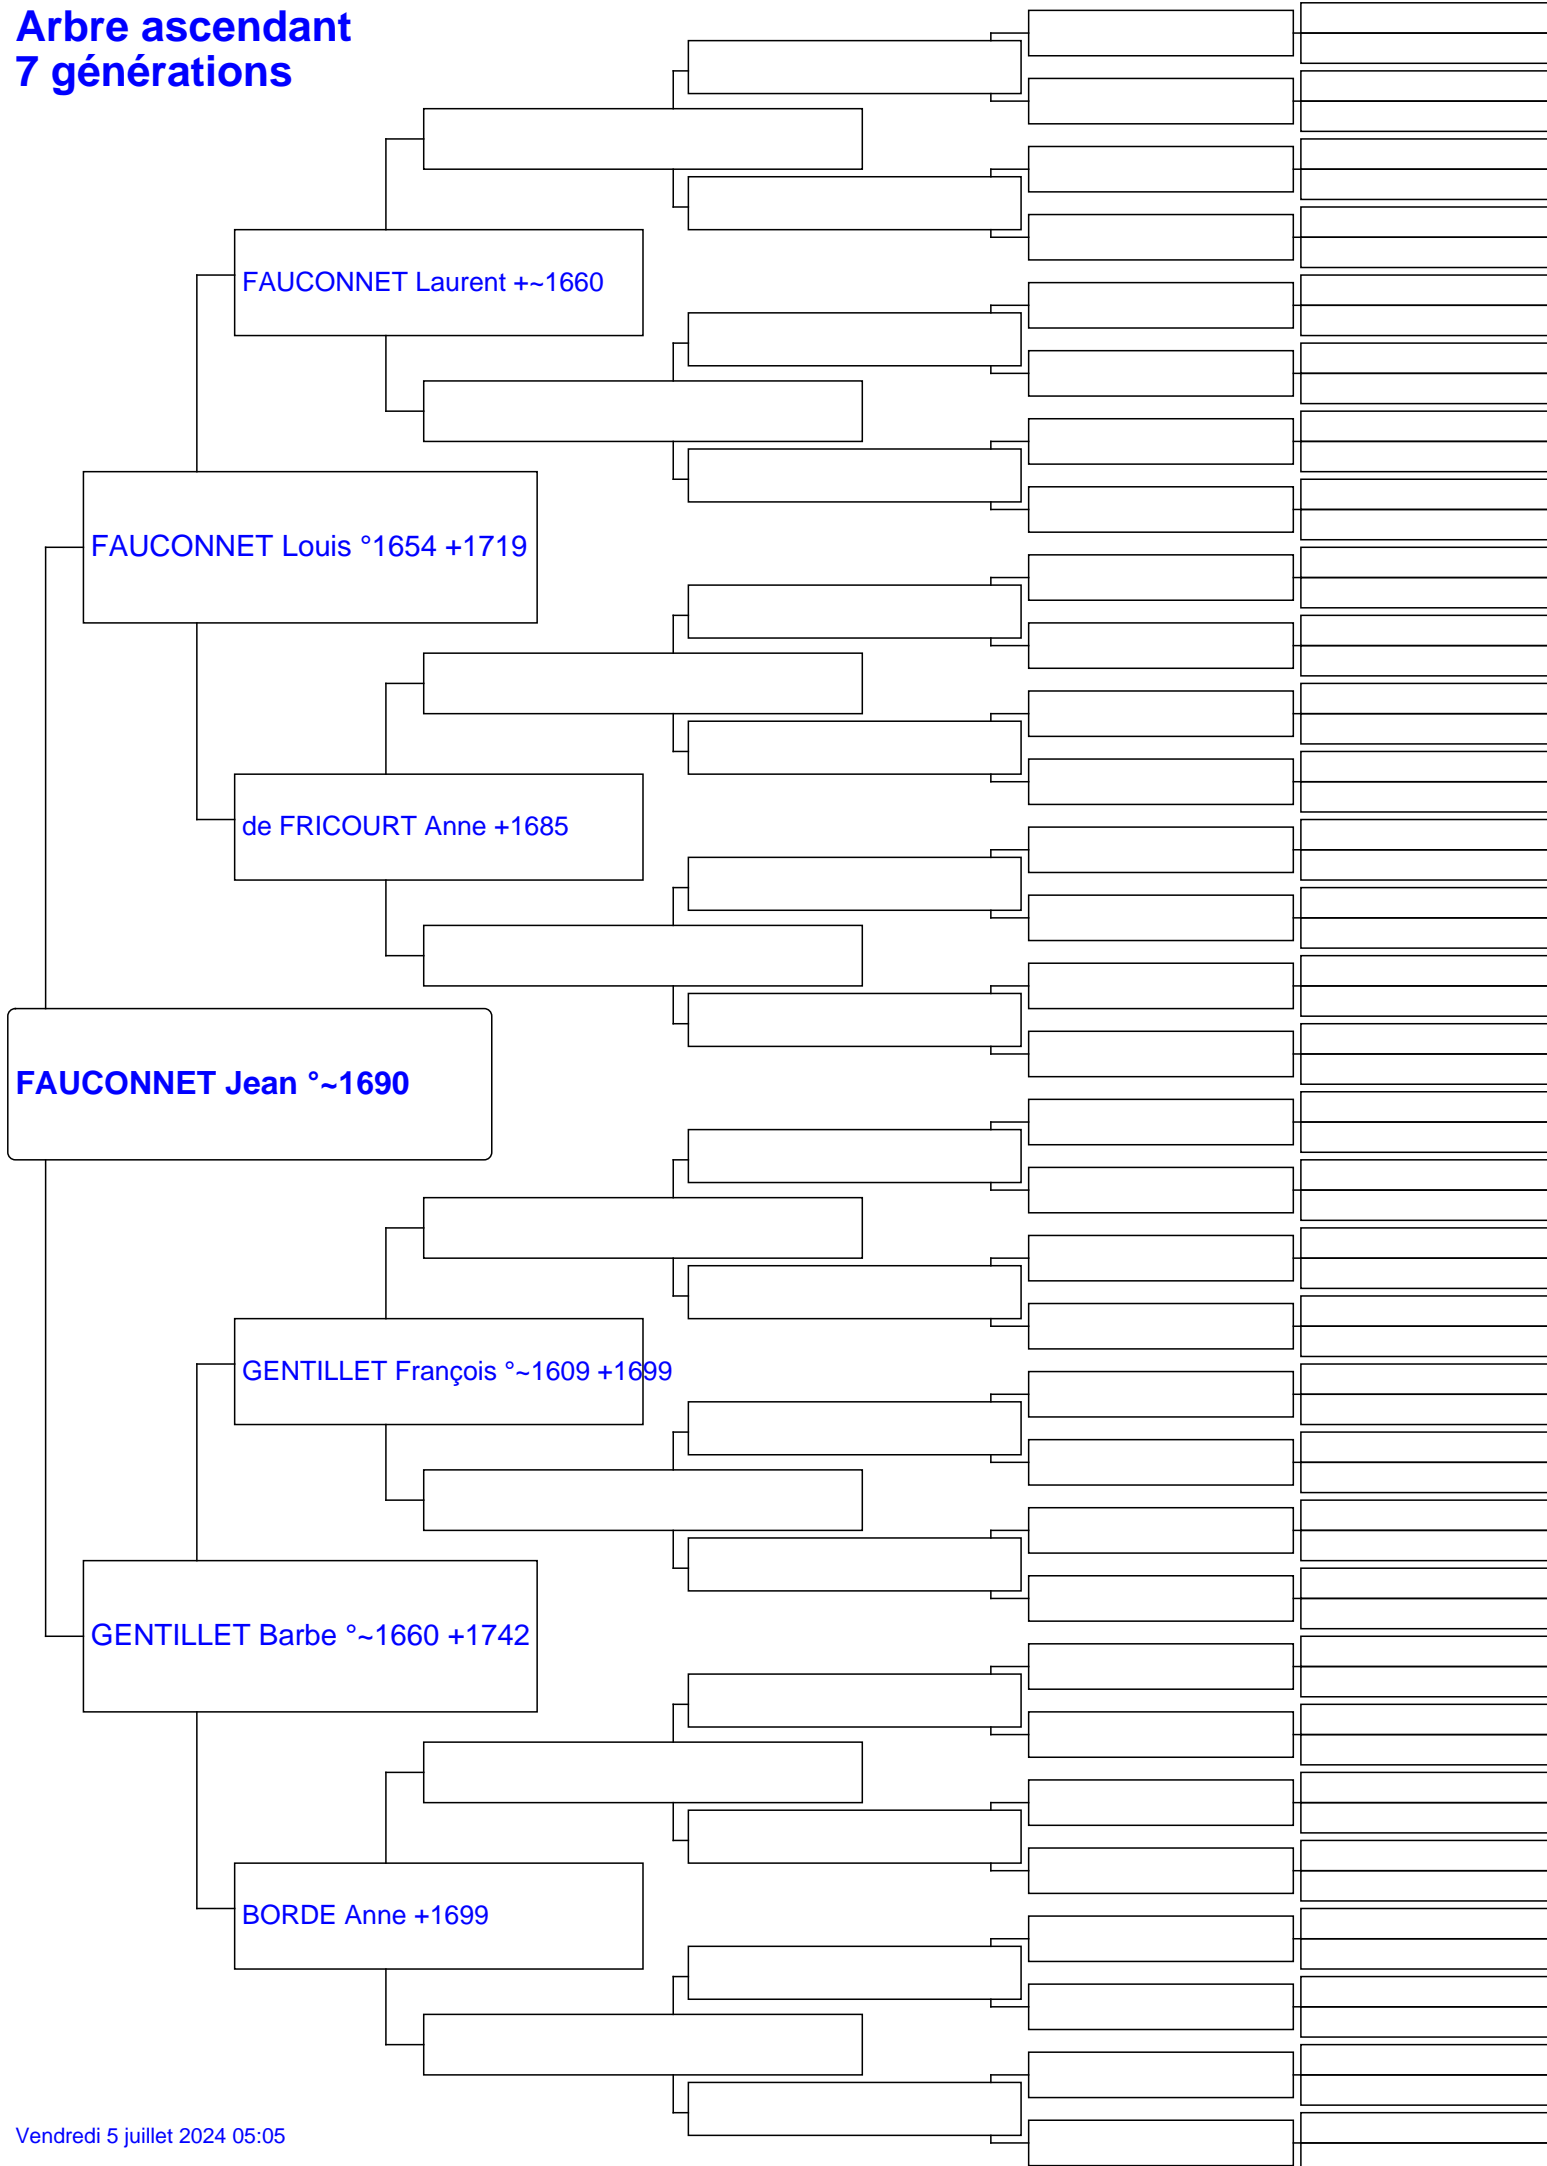 Arbre ascendant
7 générations
FAUCONNET Laurent +~1660
FAUCONNET Louis °1654 +1719
de FRICOURT Anne +1685
FAUCONNET Jean °~1690
GENTILLET François °~1609 +1699
GENTILLET Barbe °~1660 +1742
BORDE Anne +1699
Vendredi 5 juillet 2024 05:05